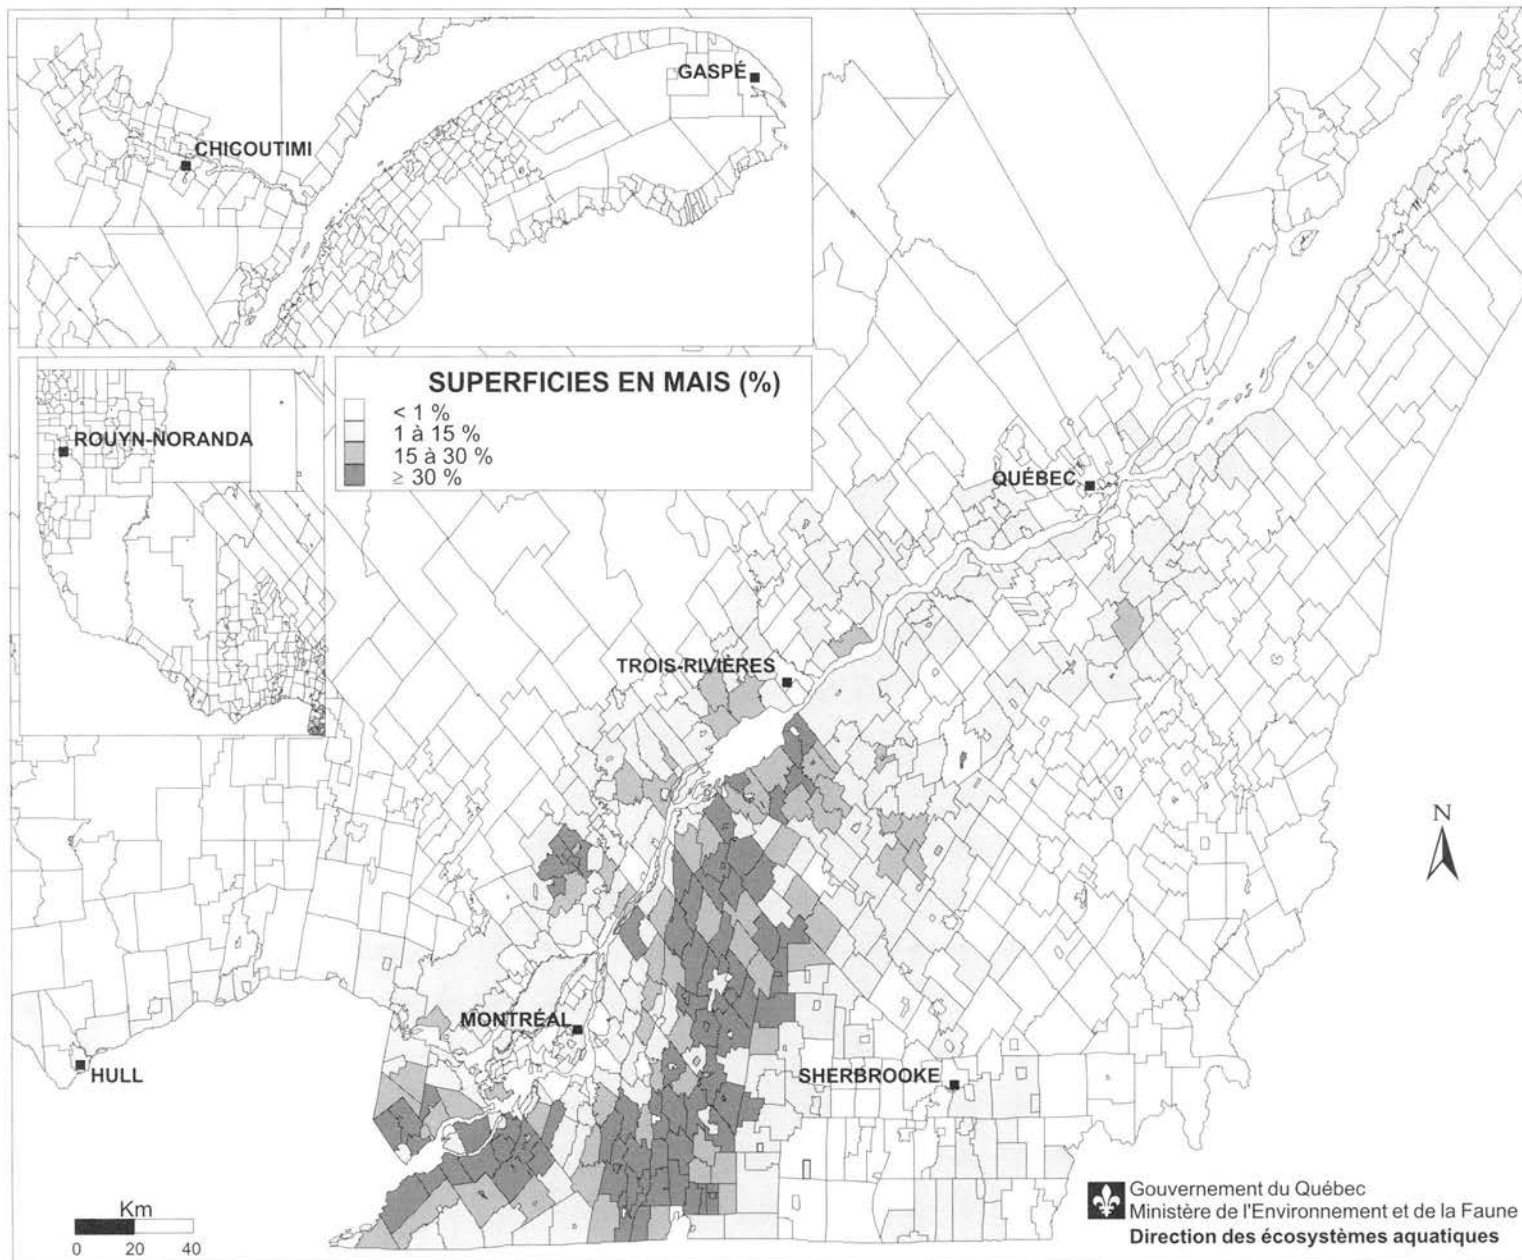 GASPÉ
CHICOUTIMI
SUPERFICIES EN MAIS (%)
< 1 %
1 à 15 %
15 à 30 %
≥ 30 %
ROUYN-NORANDA
QUÉBEC
TROIS-RIVIÈRES
N
MONTRÉAL
HULL
SHERBROOKE
Km
0 20 40
Gouvernement du Québec
Ministère de l'Environnement et de la Faune
Direction des écosystèmes aquatiques